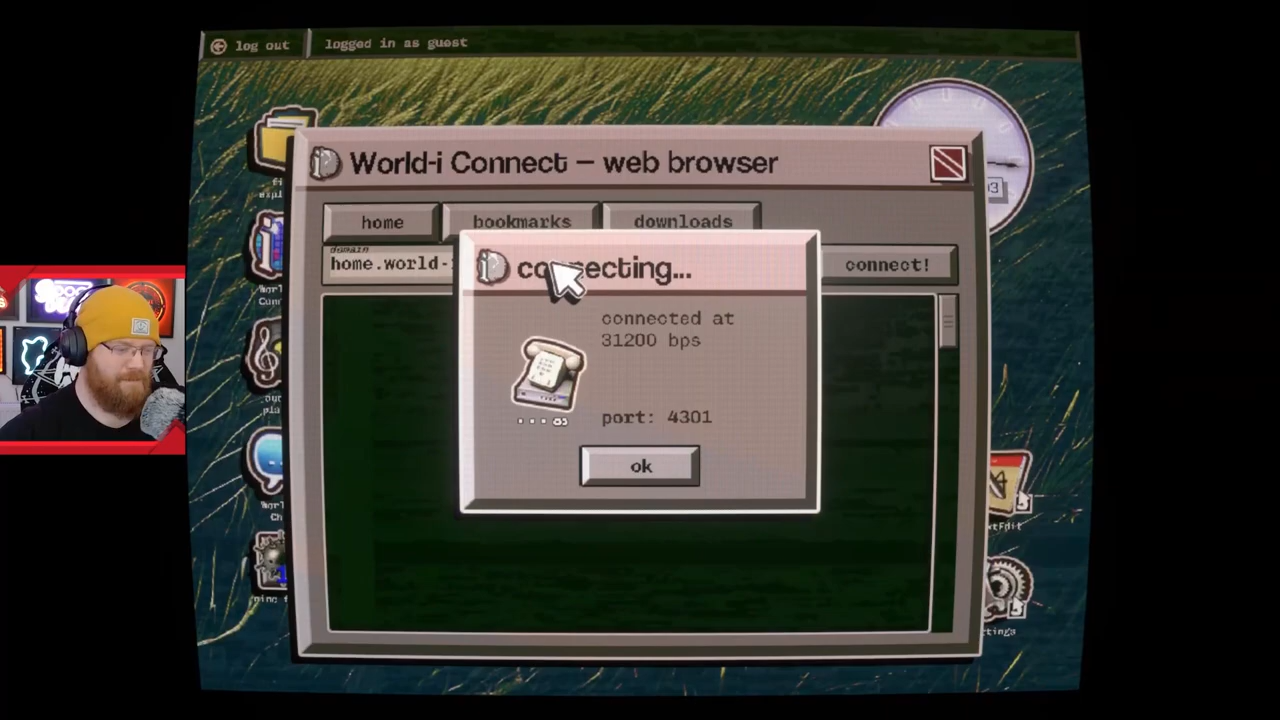 log out
logged in as guest
World-i Connect – web browser
home
bookmarks
downloads
domain
home.world-
connect!
connecting...
connected at
31200 bps
port: 4301
ok